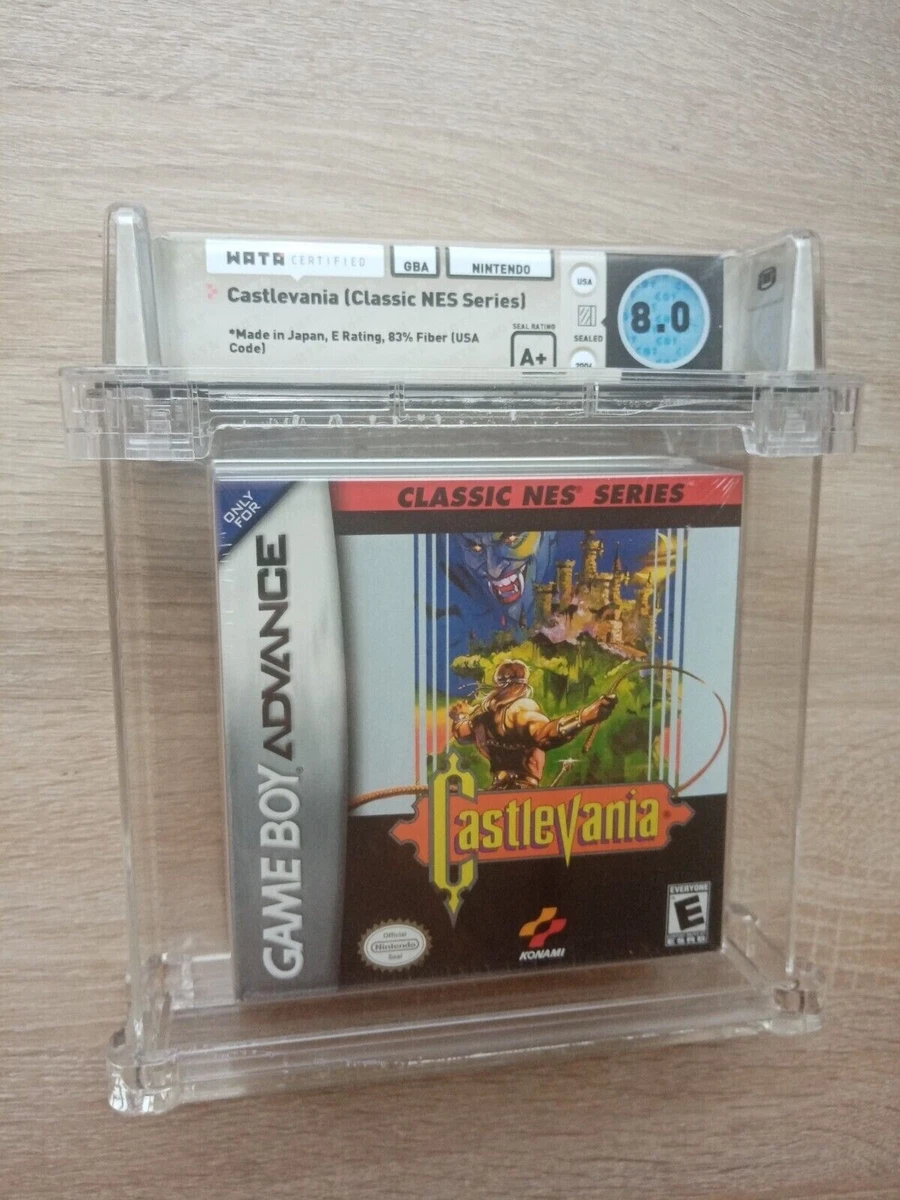 WATA CERTIFIED
GBA
NINTENDO
Castlevania (Classic NES Series)
*Made in Japan, E Rating, 83% Fiber (USA
Code)
SEAL RATING
A+
USA
SEALED
8.0
CLASSIC NES® SERIES
ONLY
FOR
GAME BOY® ADVANCE
Castlevania®
Official
Nintendo
Seal
KONAMI
EVERYONE
E
ESRB